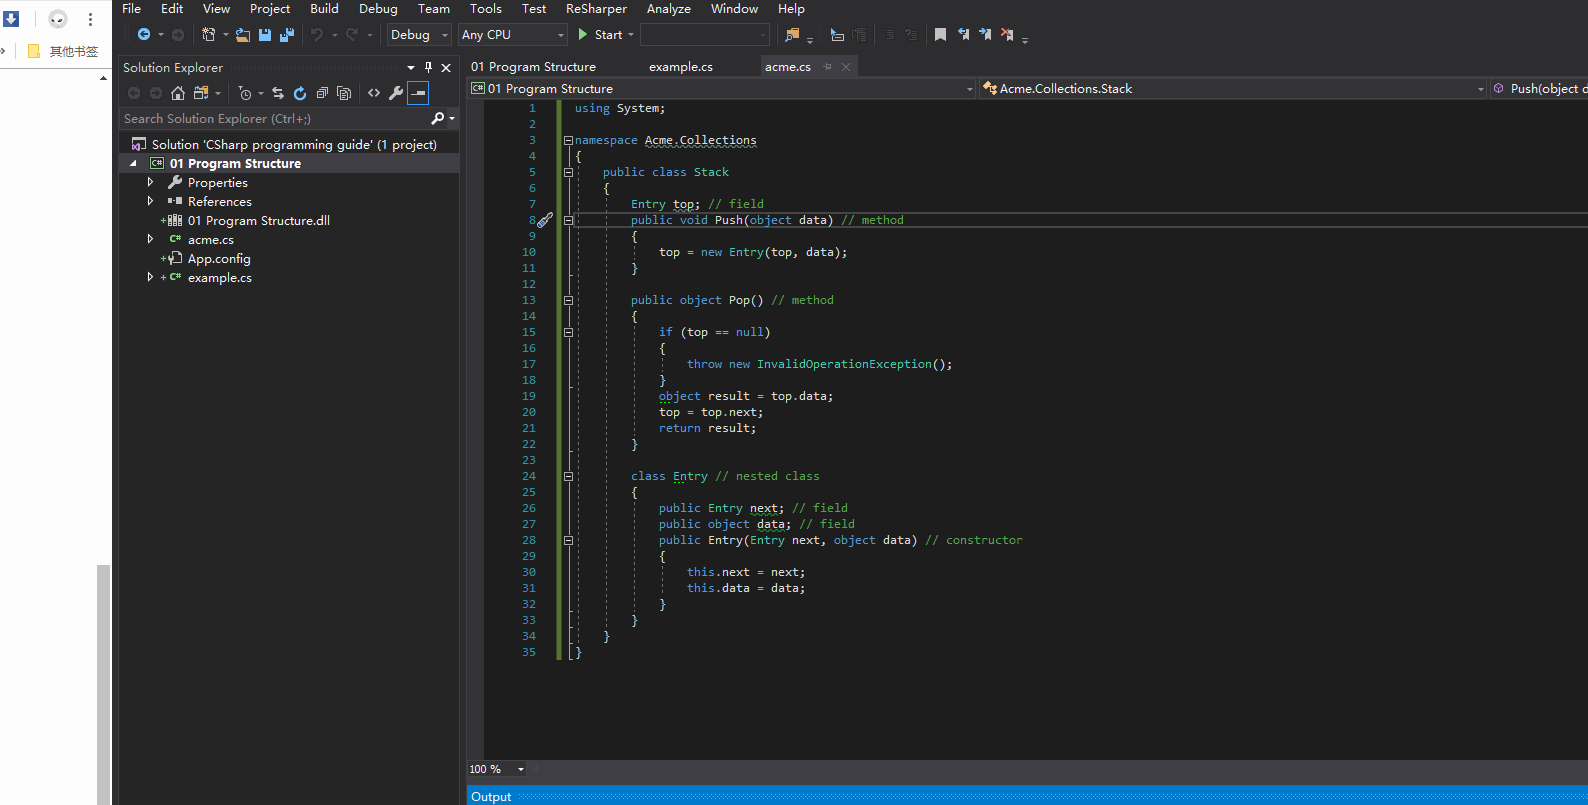 File Edit View Project Build Debug Team Tools Test ReSharper Analyze Window Help
Debug Any CPU Start
其他书签
Solution Explorer
Search Solution Explorer (Ctrl+;)
Solution 'CSharp programming guide' (1 project)
C# 01 Program Structure
Properties
References
01 Program Structure.dll
C# acme.cs
App.config
C# example.cs
01 Program Structure example.cs acme.cs
C# 01 Program Structure Acme.Collections.Stack Push(object d
1 using System;
2
3 namespace Acme.Collections
4 {
5 public class Stack
6 {
7 Entry top; // field
8 public void Push(object data) // method
9 {
10 top = new Entry(top, data);
11 }
12
13 public object Pop() // method
14 {
15 if (top == null)
16 {
17 throw new InvalidOperationException();
18 }
19 object result = top.data;
20 top = top.next;
21 return result;
22 }
23
24 class Entry // nested class
25 {
26 public Entry next; // field
27 public object data; // field
28 public Entry(Entry next, object data) // constructor
29 {
30 this.next = next;
31 this.data = data;
32 }
33 }
34 }
35 }
100 %
Output